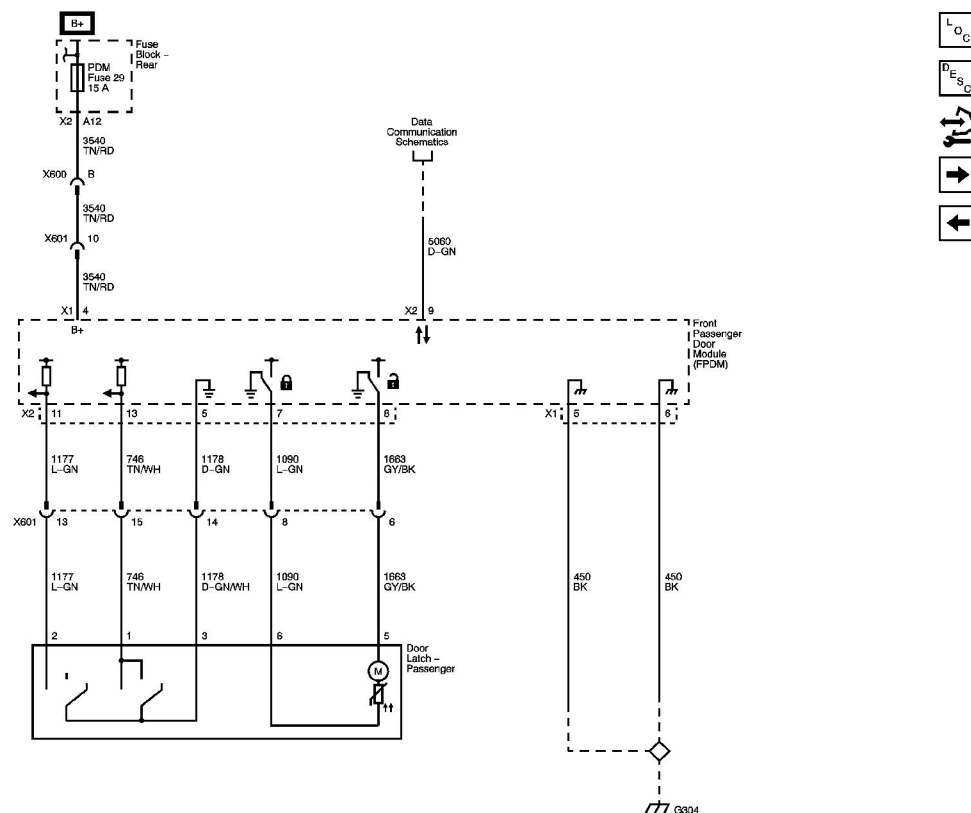 B+
Fuse
Block –
Rear
PDM
Fuse 29
15 A
X2 A12
3540
TN/RD
X600 B
3540
TN/RD
X601 10
3540
TN/RD
X1 4
B+
Data
Communication
Schematics
5060
D–GN
X2 9
Front
Passenger
Door
Module
(FPDM)
X2 11 13 5 7 8 X1 5 6
1177 746 1178 1090 1663
L–GN TN/WH D–GN L–GN GY/BK
X601 13 15 14 8 6
1177 746 1178 1090 1663 450 450
L–GN TN/WH D–GN/WH L–GN GY/BK BK BK
2 1 3 6 5
Door
Latch –
Passenger
M
G304
LOC
DESC